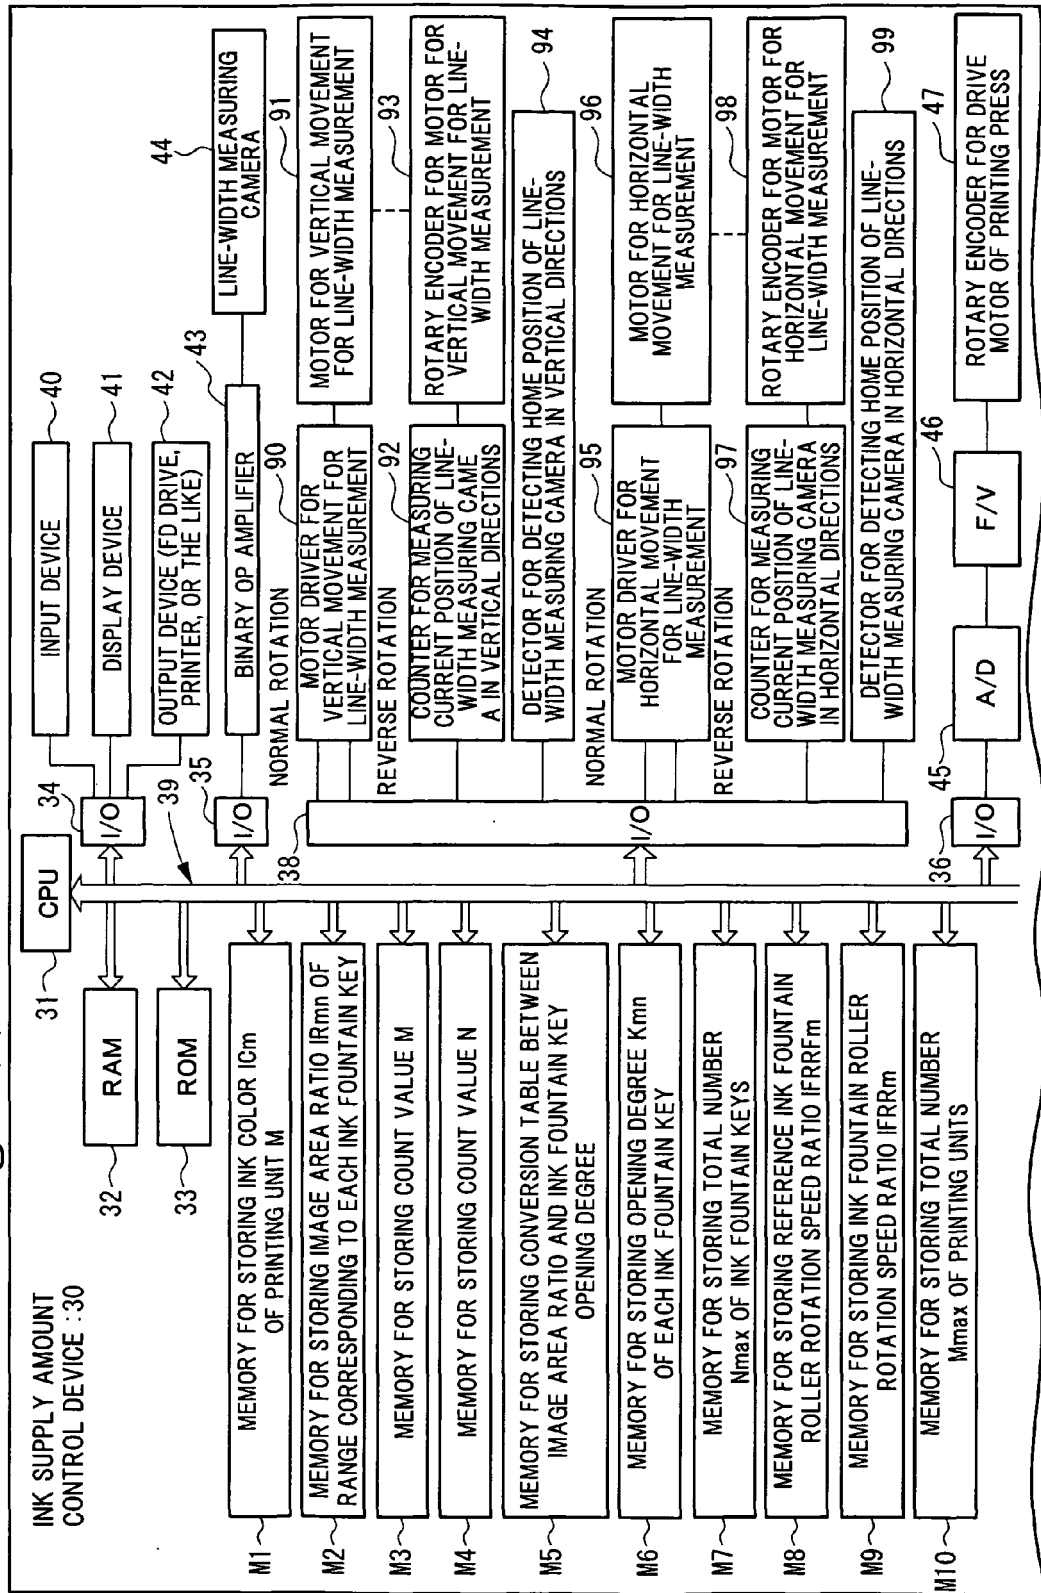 INK SUPPLY AMOUNT
CONTROL DEVICE :30
31
CPU
32
RAM
33
ROM
39
M1
MEMORY FOR STORING INK COLOR ICm
OF PRINTING UNIT M
M2
MEMORY FOR STORING IMAGE AREA RATIO IRmn OF
RANGE CORRESPONDING TO EACH INK FOUNTAIN KEY
M3
MEMORY FOR STORING COUNT VALUE M
M4
MEMORY FOR STORING COUNT VALUE N
M5
MEMORY FOR STORING CONVERSION TABLE BETWEEN
IMAGE AREA RATIO AND INK FOUNTAIN KEY
OPENING DEGREE
M6
MEMORY FOR STORING OPENING DEGREE Kmn
OF EACH INK FOUNTAIN KEY
M7
MEMORY FOR STORING TOTAL NUMBER
Nmax OF INK FOUNTAIN KEYS
M8
MEMORY FOR STORING REFERENCE INK FOUNTAIN
ROLLER ROTATION SPEED RATIO IFRRFm
M9
MEMORY FOR STORING INK FOUNTAIN ROLLER
ROTATION SPEED RATIO IFRRm
M10
MEMORY FOR STORING TOTAL NUMBER
Mmax OF PRINTING UNITS
34
I/O
INPUT DEVICE
40
DISPLAY DEVICE
41
OUTPUT DEVICE (FD DRIVE,
PRINTER, OR THE LIKE)
42
35
I/O
BINARY OP AMPLIFIER
43
LINE-WIDTH MEASURING
CAMERA
44
38
I/O
NORMAL ROTATION
90
MOTOR DRIVER FOR
VERTICAL MOVEMENT FOR
LINE-WIDTH MEASUREMENT
MOTOR FOR VERTICAL MOVEMENT
FOR LINE-WIDTH MEASUREMENT
91
REVERSE ROTATION
92
COUNTER FOR MEASURING
CURRENT POSITION OF LINE-
WIDTH MEASURING CAME
A IN VERTICAL DIRECTIONS
ROTARY ENCODER FOR MOTOR FOR
VERTICAL MOVEMENT FOR LINE-
WIDTH MEASUREMENT
93
DETECTOR FOR DETECTING HOME POSITION OF LINE-
WIDTH MEASURING CAMERA IN VERTICAL DIRECTIONS
94
NORMAL ROTATION
95
MOTOR DRIVER FOR
HORIZONTAL MOVEMENT
FOR LINE-WIDTH
MEASUREMENT
MOTOR FOR HORIZONTAL
MOVEMENT FOR LINE-WIDTH
MEASUREMENT
96
REVERSE ROTATION
97
COUNTER FOR MEASURING
CURRENT POSITION OF LINE-
WIDTH MEASURING CAMERA
IN HORIZONTAL DIRECTIONS
ROTARY ENCODER FOR MOTOR FOR
HORIZONTAL MOVEMENT FOR
LINE-WIDTH MEASUREMENT
98
DETECTOR FOR DETECTING HOME POSITION OF LINE-
WIDTH MEASURING CAMERA IN HORIZONTAL DIRECTIONS
99
36
I/O
45
A/D
46
F/V
ROTARY ENCODER FOR DRIVE
MOTOR OF PRINTING PRESS
47